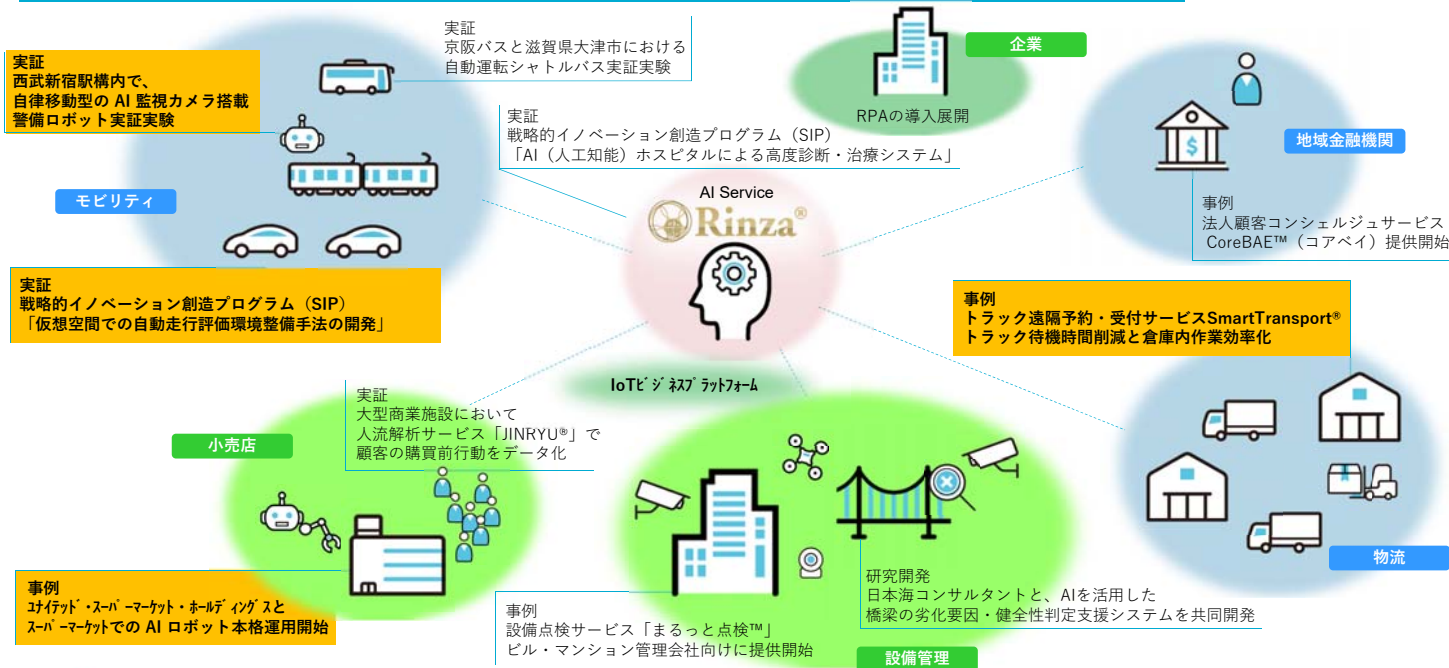 実証
西武新宿駅構内で、
自律移動型の AI 監視カメラ搭載
警備ロボット実証実験
実証
京阪バスと滋賀県大津市における
自動運転シャトルバス実証実験
企業
RPAの導入展開
実証
戦略的イノベーション創造プログラム（SIP）
「AI（人工知能）ホスピタルによる高度診断・治療システム」
地域金融機関
事例
法人顧客コンシェルジュサービス
CoreBAE™（コアベイ）提供開始
モビリティ
AI Service
Rinza®
実証
戦略的イノベーション創造プログラム（SIP）
「仮想空間での自動走行評価環境整備手法の開発」
事例
トラック遠隔予約・受付サービスSmartTransport®
トラック待機時間削減と倉庫内作業効率化
IoTﾋﾞｼﾞﾈｽﾌﾟﾗｯﾄﾌｫｰﾑ
実証
大型商業施設において
人流解析サービス「JINRYU®」で
顧客の購買前行動をデータ化
小売店
$
物流
事例
ﾕﾅｲﾃｯﾄﾞ･ｽｰﾊﾟｰﾏｰｹｯﾄ･ﾎｰﾙﾃﾞｨﾝｸﾞｽと
ｽｰﾊﾟｰﾏｰｹｯﾄでの AI ロボット本格運用開始
事例
設備点検サービス「まるっと点検™」
ビル・マンション管理会社向けに提供開始
研究開発
日本海コンサルタントと、AIを活用した
橋梁の劣化要因・健全性判定支援システムを共同開発
設備管理